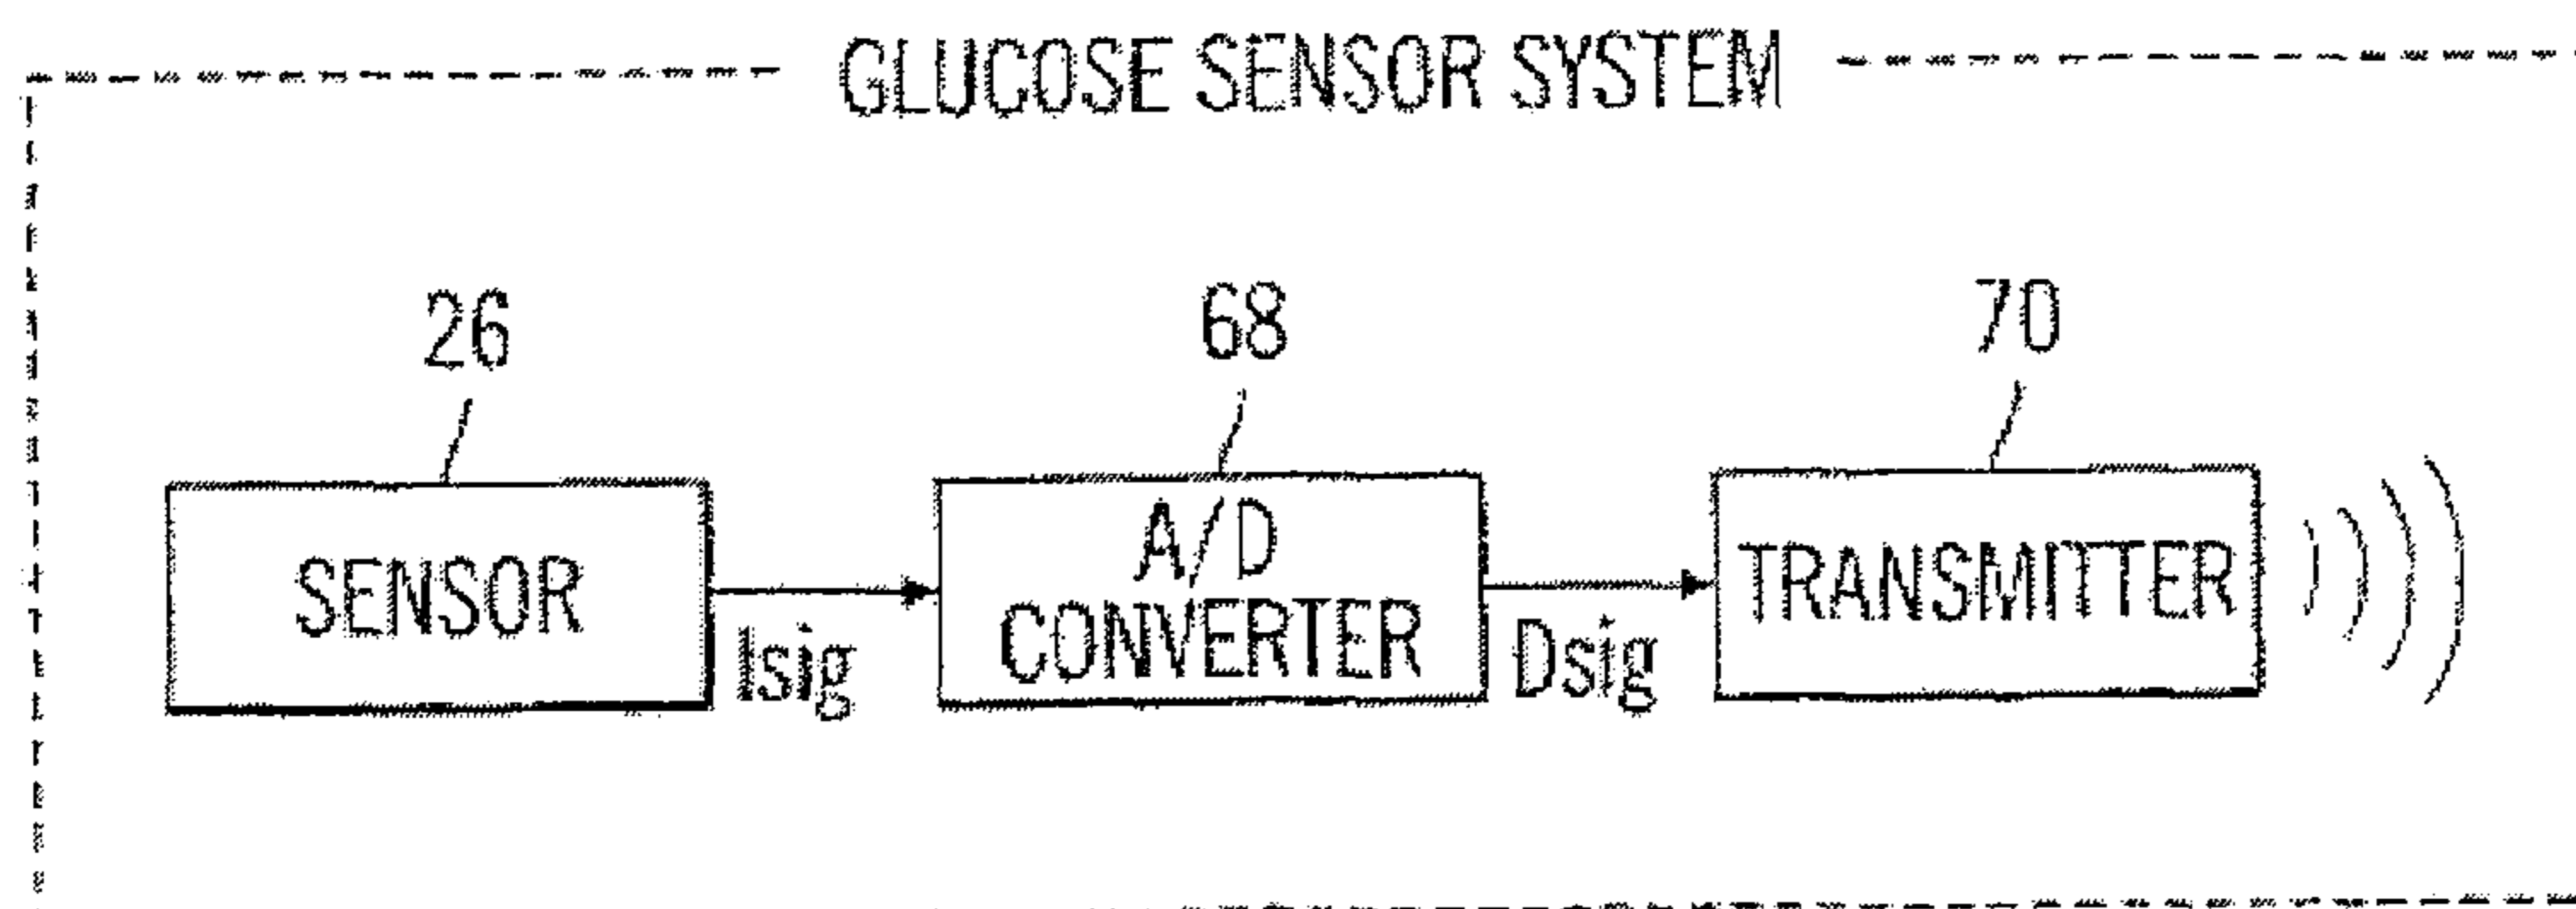 GLUCOSE SENSOR SYSTEM
26
68
70
SENSOR
Isig
A/D
CONVERTER
Dsig
TRANSMITTER